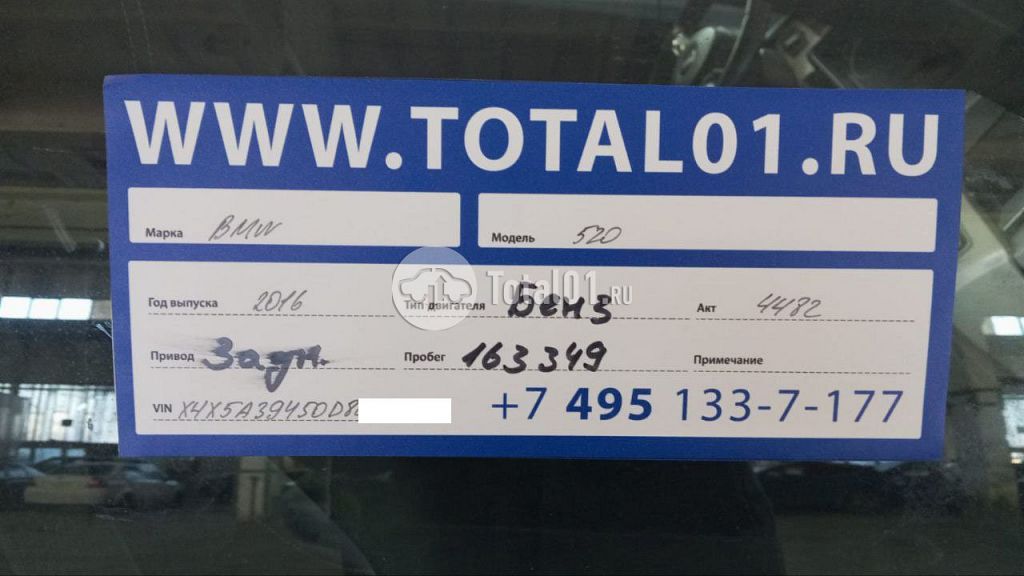 WWW.TOTAL01.RU
Марка BMW Модель 520
Год выпуска 2016 Тип двигателя Бенз Акт 4482
Total01.RU
Привод Задн. Пробег 163349 Примечание
VIN X4X5A39450D8
+7 495 133-7-177